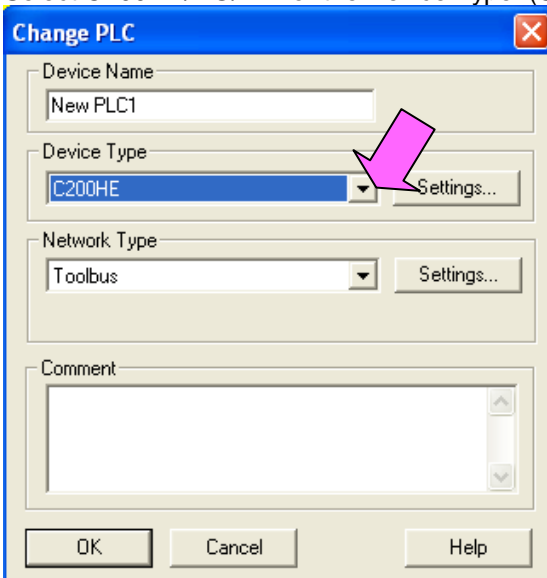 Change PLC
Device Name
New PLC1
Device Type
C200HE Settings...
Network Type
Toolbus Settings...
Comment
OK Cancel Help